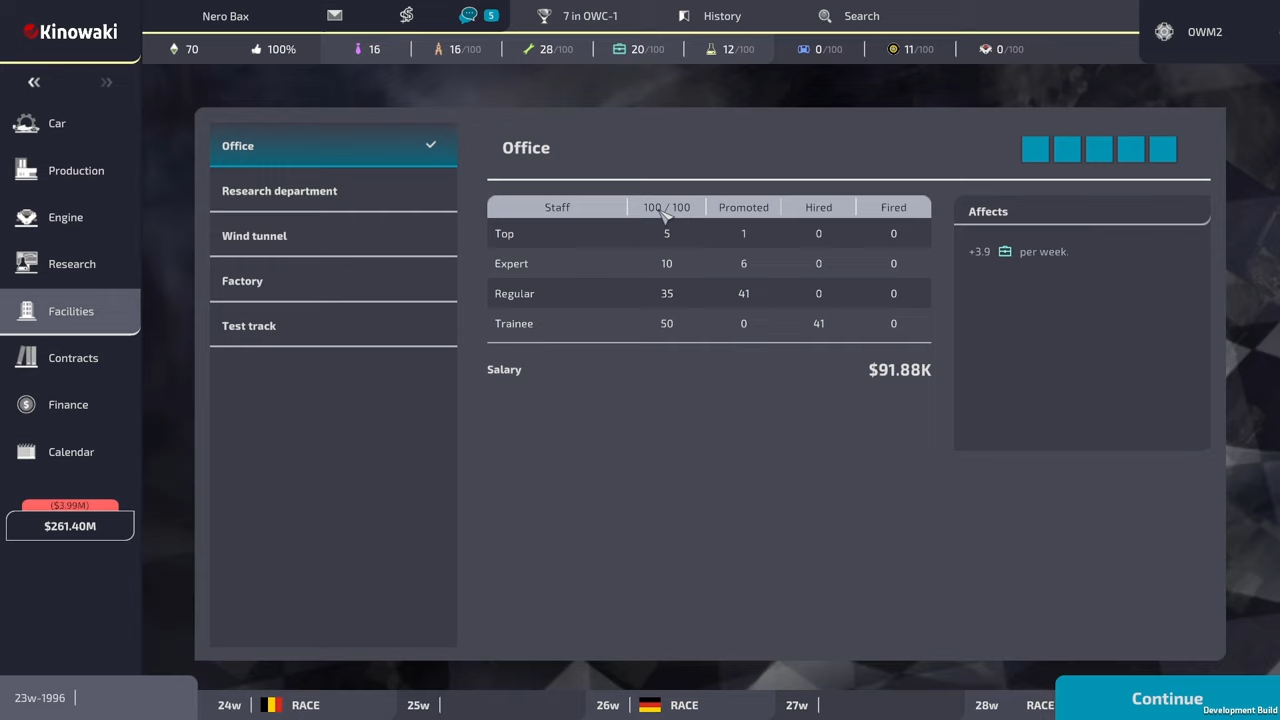 Kinowaki
Nero Bax
5
7 in OWC-1
History
Search
OWM2
70
100%
16
16/100
28/100
20/100
12/100
0/100
11/100
0/100
Car
Production
Engine
Research
Facilities
Contracts
Finance
Calendar
($3.99M)
$261.40M
Office
Research department
Wind tunnel
Factory
Test track
Office
Staff 100 / 100 Promoted Hired Fired
Top 5 1 0 0
Expert 10 6 0 0
Regular 35 41 0 0
Trainee 50 0 41 0
Salary $91.88K
Affects
+3.9 per week.
23w-1996
24w RACE
25w
26w RACE
27w
28w RACE
Continue
Development Build